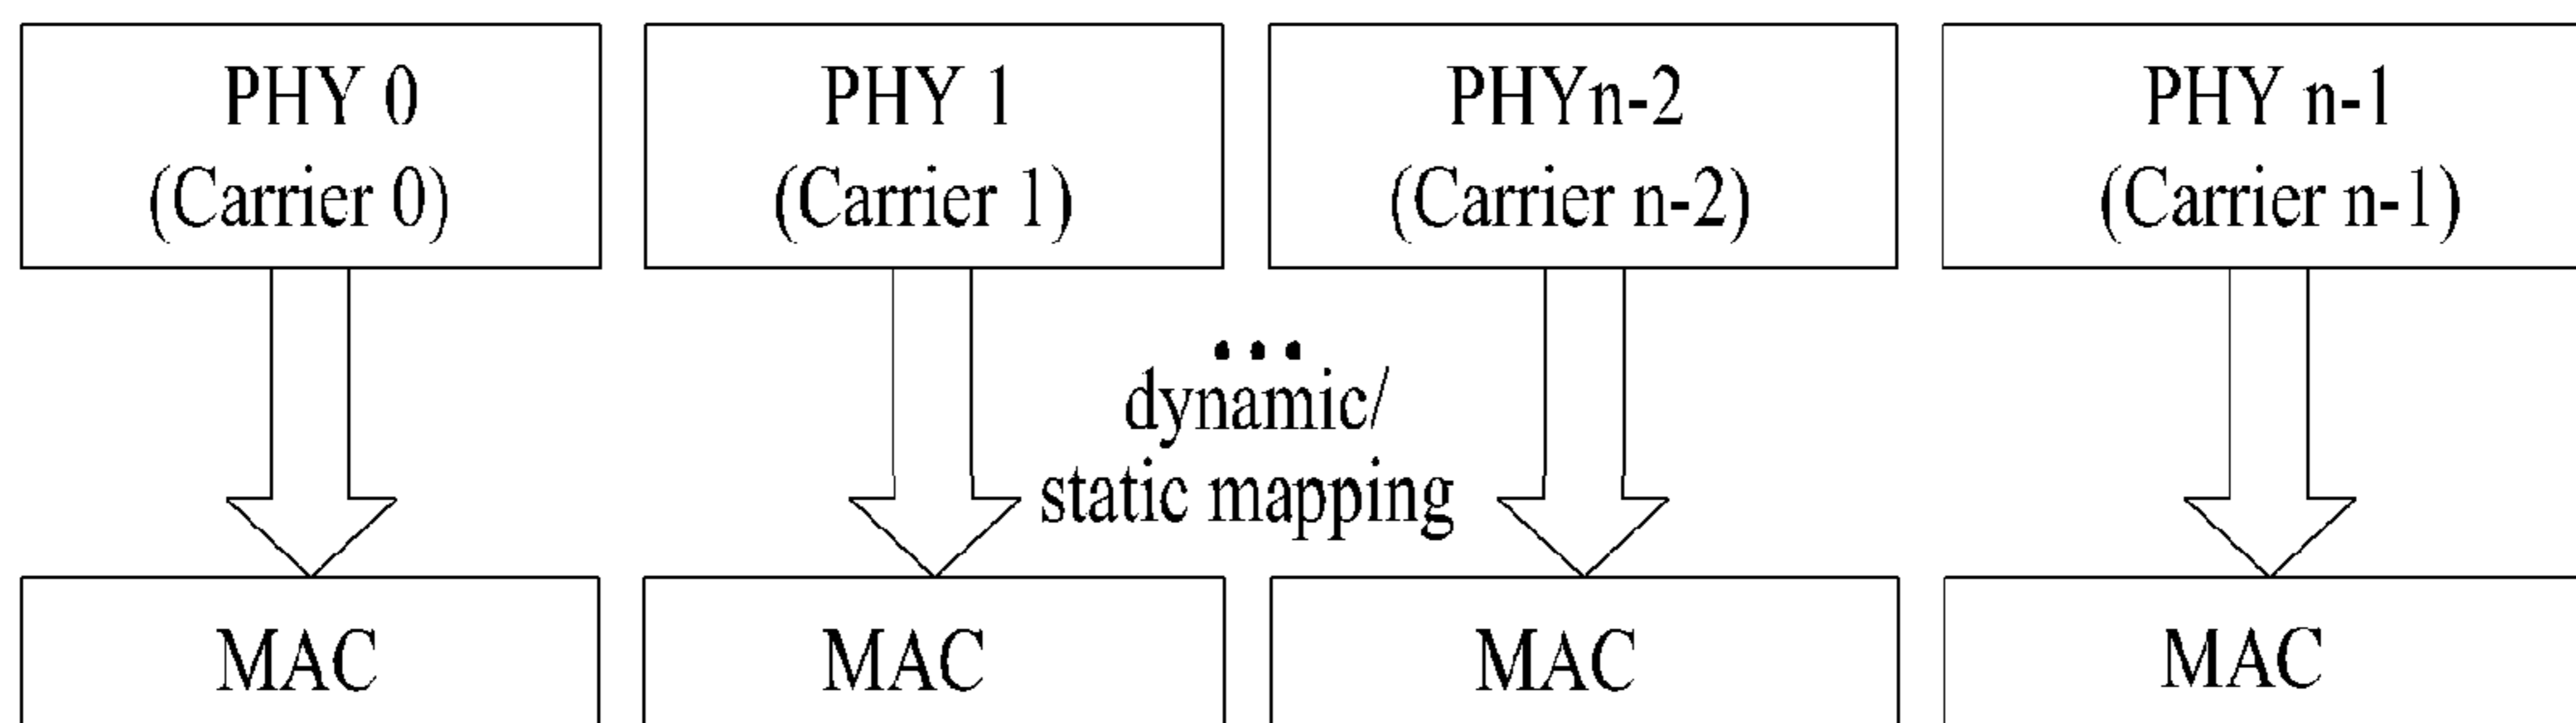 PHY 0
(Carrier 0)
PHY 1
(Carrier 1)
PHYn-2
(Carrier n-2)
PHY n-1
(Carrier n-1)
...
dynamic/
static mapping
MAC
MAC
MAC
MAC